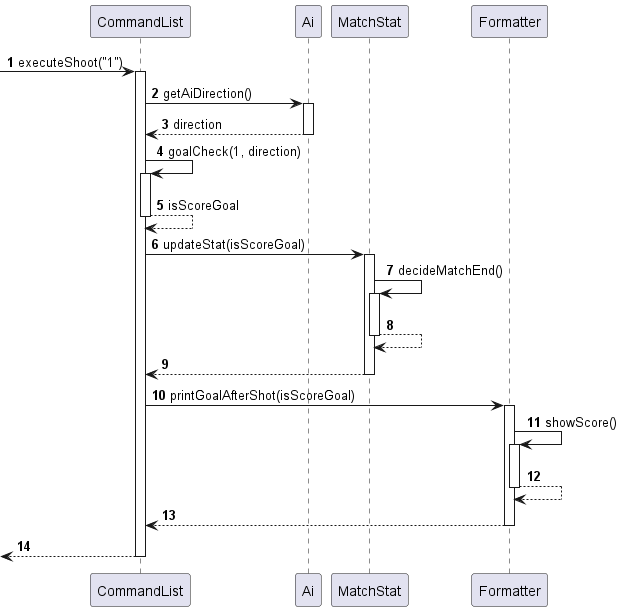 CommandList Ai MatchStat Formatter
1 executeShoot("1")
2 getAiDirection()
3 direction
4 goalCheck(1, direction)
5 isScoreGoal
6 updateStat(isScoreGoal)
7 decideMatchEnd()
8
9
10 printGoalAfterShot(isScoreGoal)
11 showScore()
12
13
14
CommandList Ai MatchStat Formatter